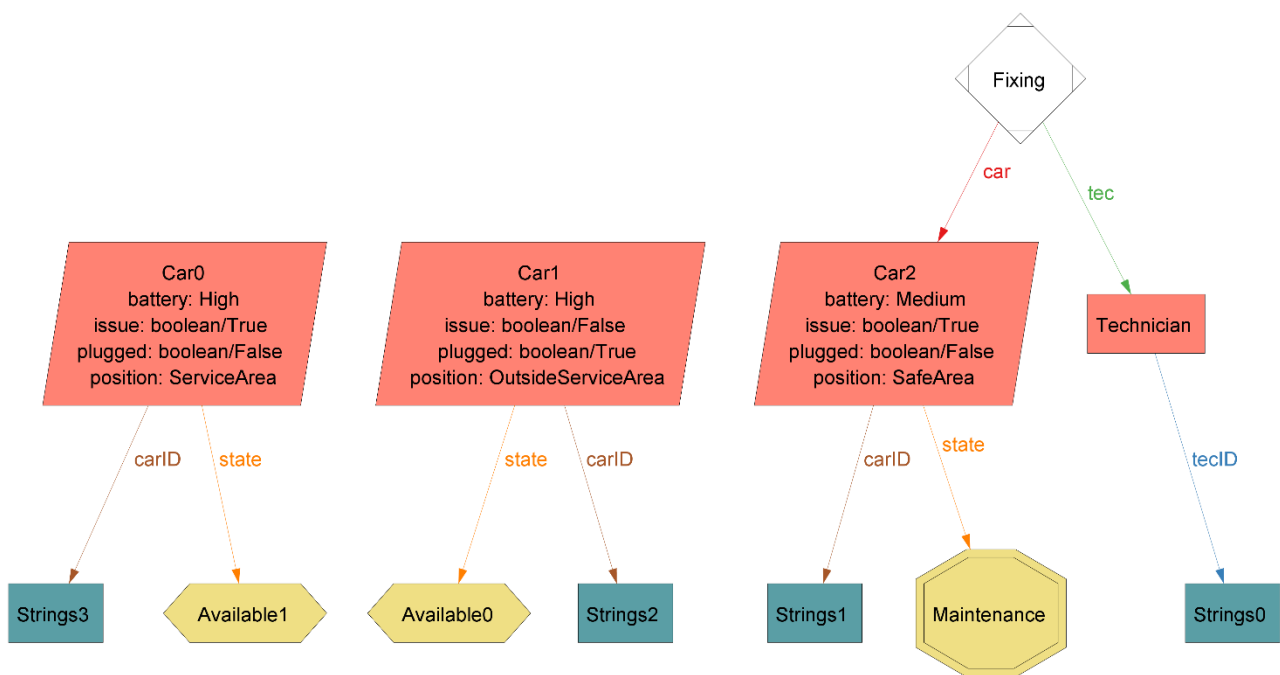 Fixing
car
tec
Car0
battery: High
issue: boolean/True
plugged: boolean/False
position: ServiceArea
Car1
battery: High
issue: boolean/False
plugged: boolean/True
position: OutsideServiceArea
Car2
battery: Medium
issue: boolean/True
plugged: boolean/False
position: SafeArea
Technician
carID
state
state
carID
carID
state
tecID
Strings3
Available1
Available0
Strings2
Strings1
Maintenance
Strings0